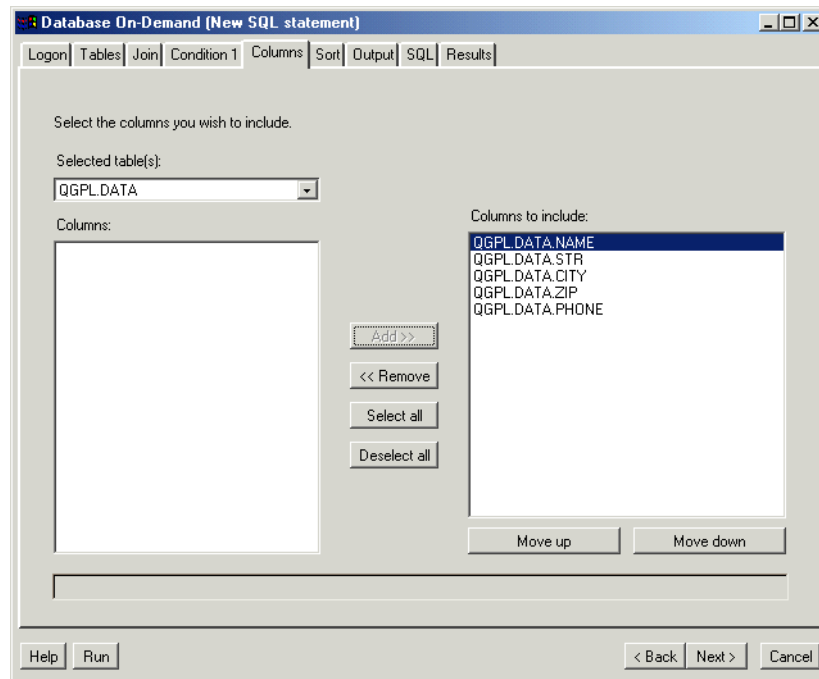 Database On-Demand (New SQL statement)
Logon Tables Join Condition 1 Columns Sort Output SQL Results
Select the columns you wish to include.
Selected table(s):
QGPL.DATA
Columns:
Columns to include:
QGPL.DATA.NAME
QGPL.DATA.STR
QGPL.DATA.CITY
QGPL.DATA.ZIP
QGPL.DATA.PHONE
Add >>
<< Remove
Select all
Deselect all
Move up Move down
Help Run < Back Next > Cancel